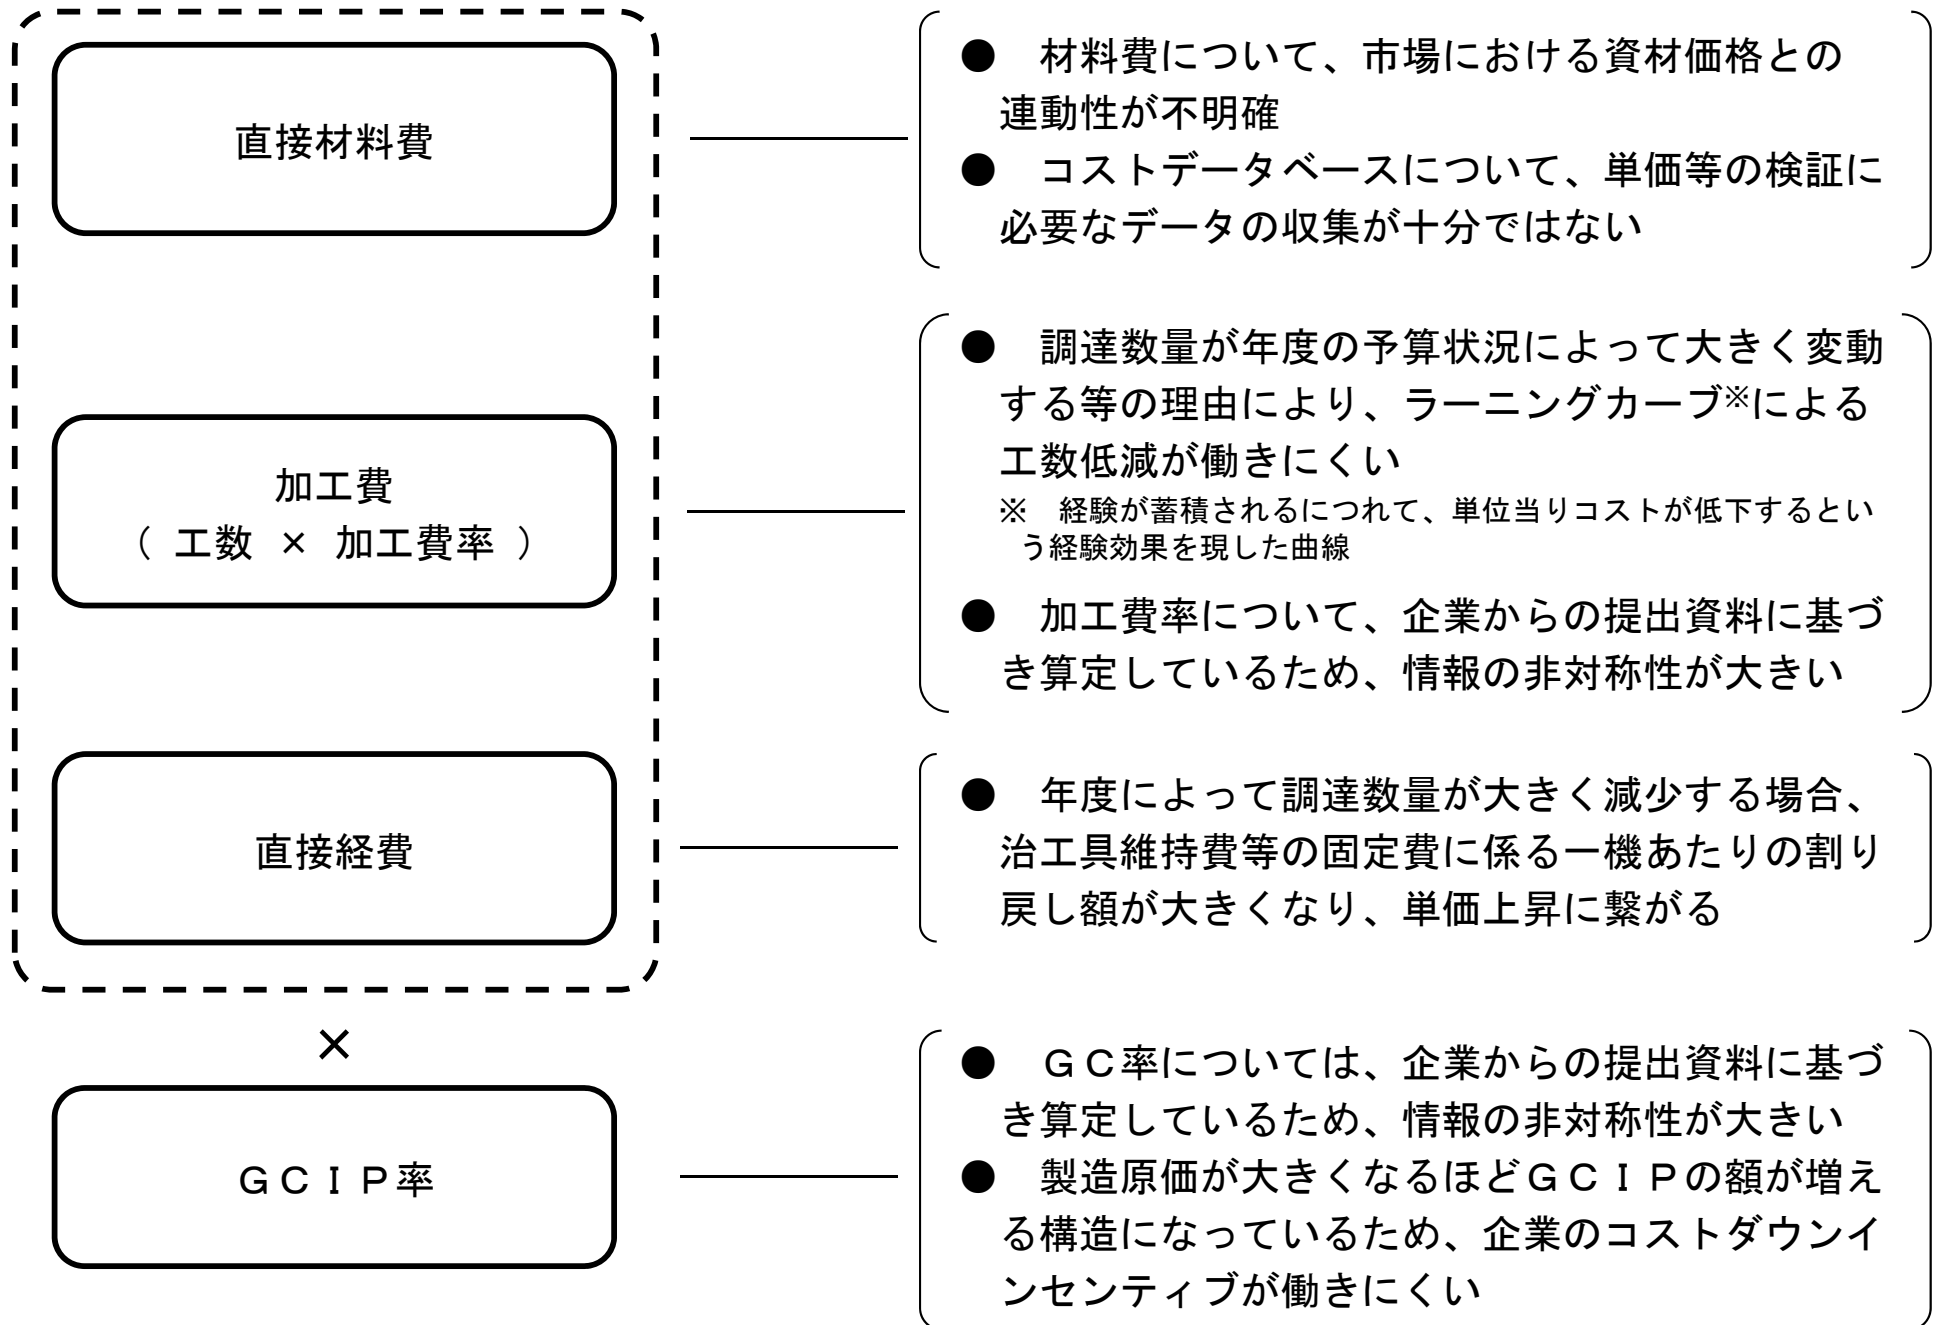 直接材料費
● 材料費について、市場における資材価格との
連動性が不明確
● コストデータベースについて、単価等の検証に
必要なデータの収集が十分ではない
加工費
（ 工数 × 加工費率 ）
● 調達数量が年度の予算状況によって大きく変動
する等の理由により、ラーニングカーブ※による
工数低減が働きにくい
※ 経験が蓄積されるにつれて、単位当りコストが低下するとい
う経験効果を現した曲線
● 加工費率について、企業からの提出資料に基づ
き算定しているため、情報の非対称性が大きい
直接経費
● 年度によって調達数量が大きく減少する場合、
治工具維持費等の固定費に係る一機あたりの割り
戻し額が大きくなり、単価上昇に繋がる
×
ＧＣＩＰ率
● ＧＣ率については、企業からの提出資料に基づ
き算定しているため、情報の非対称性が大きい
● 製造原価が大きくなるほどＧＣＩＰの額が増え
る構造になっているため、企業のコストダウンイ
ンセンティブが働きにくい